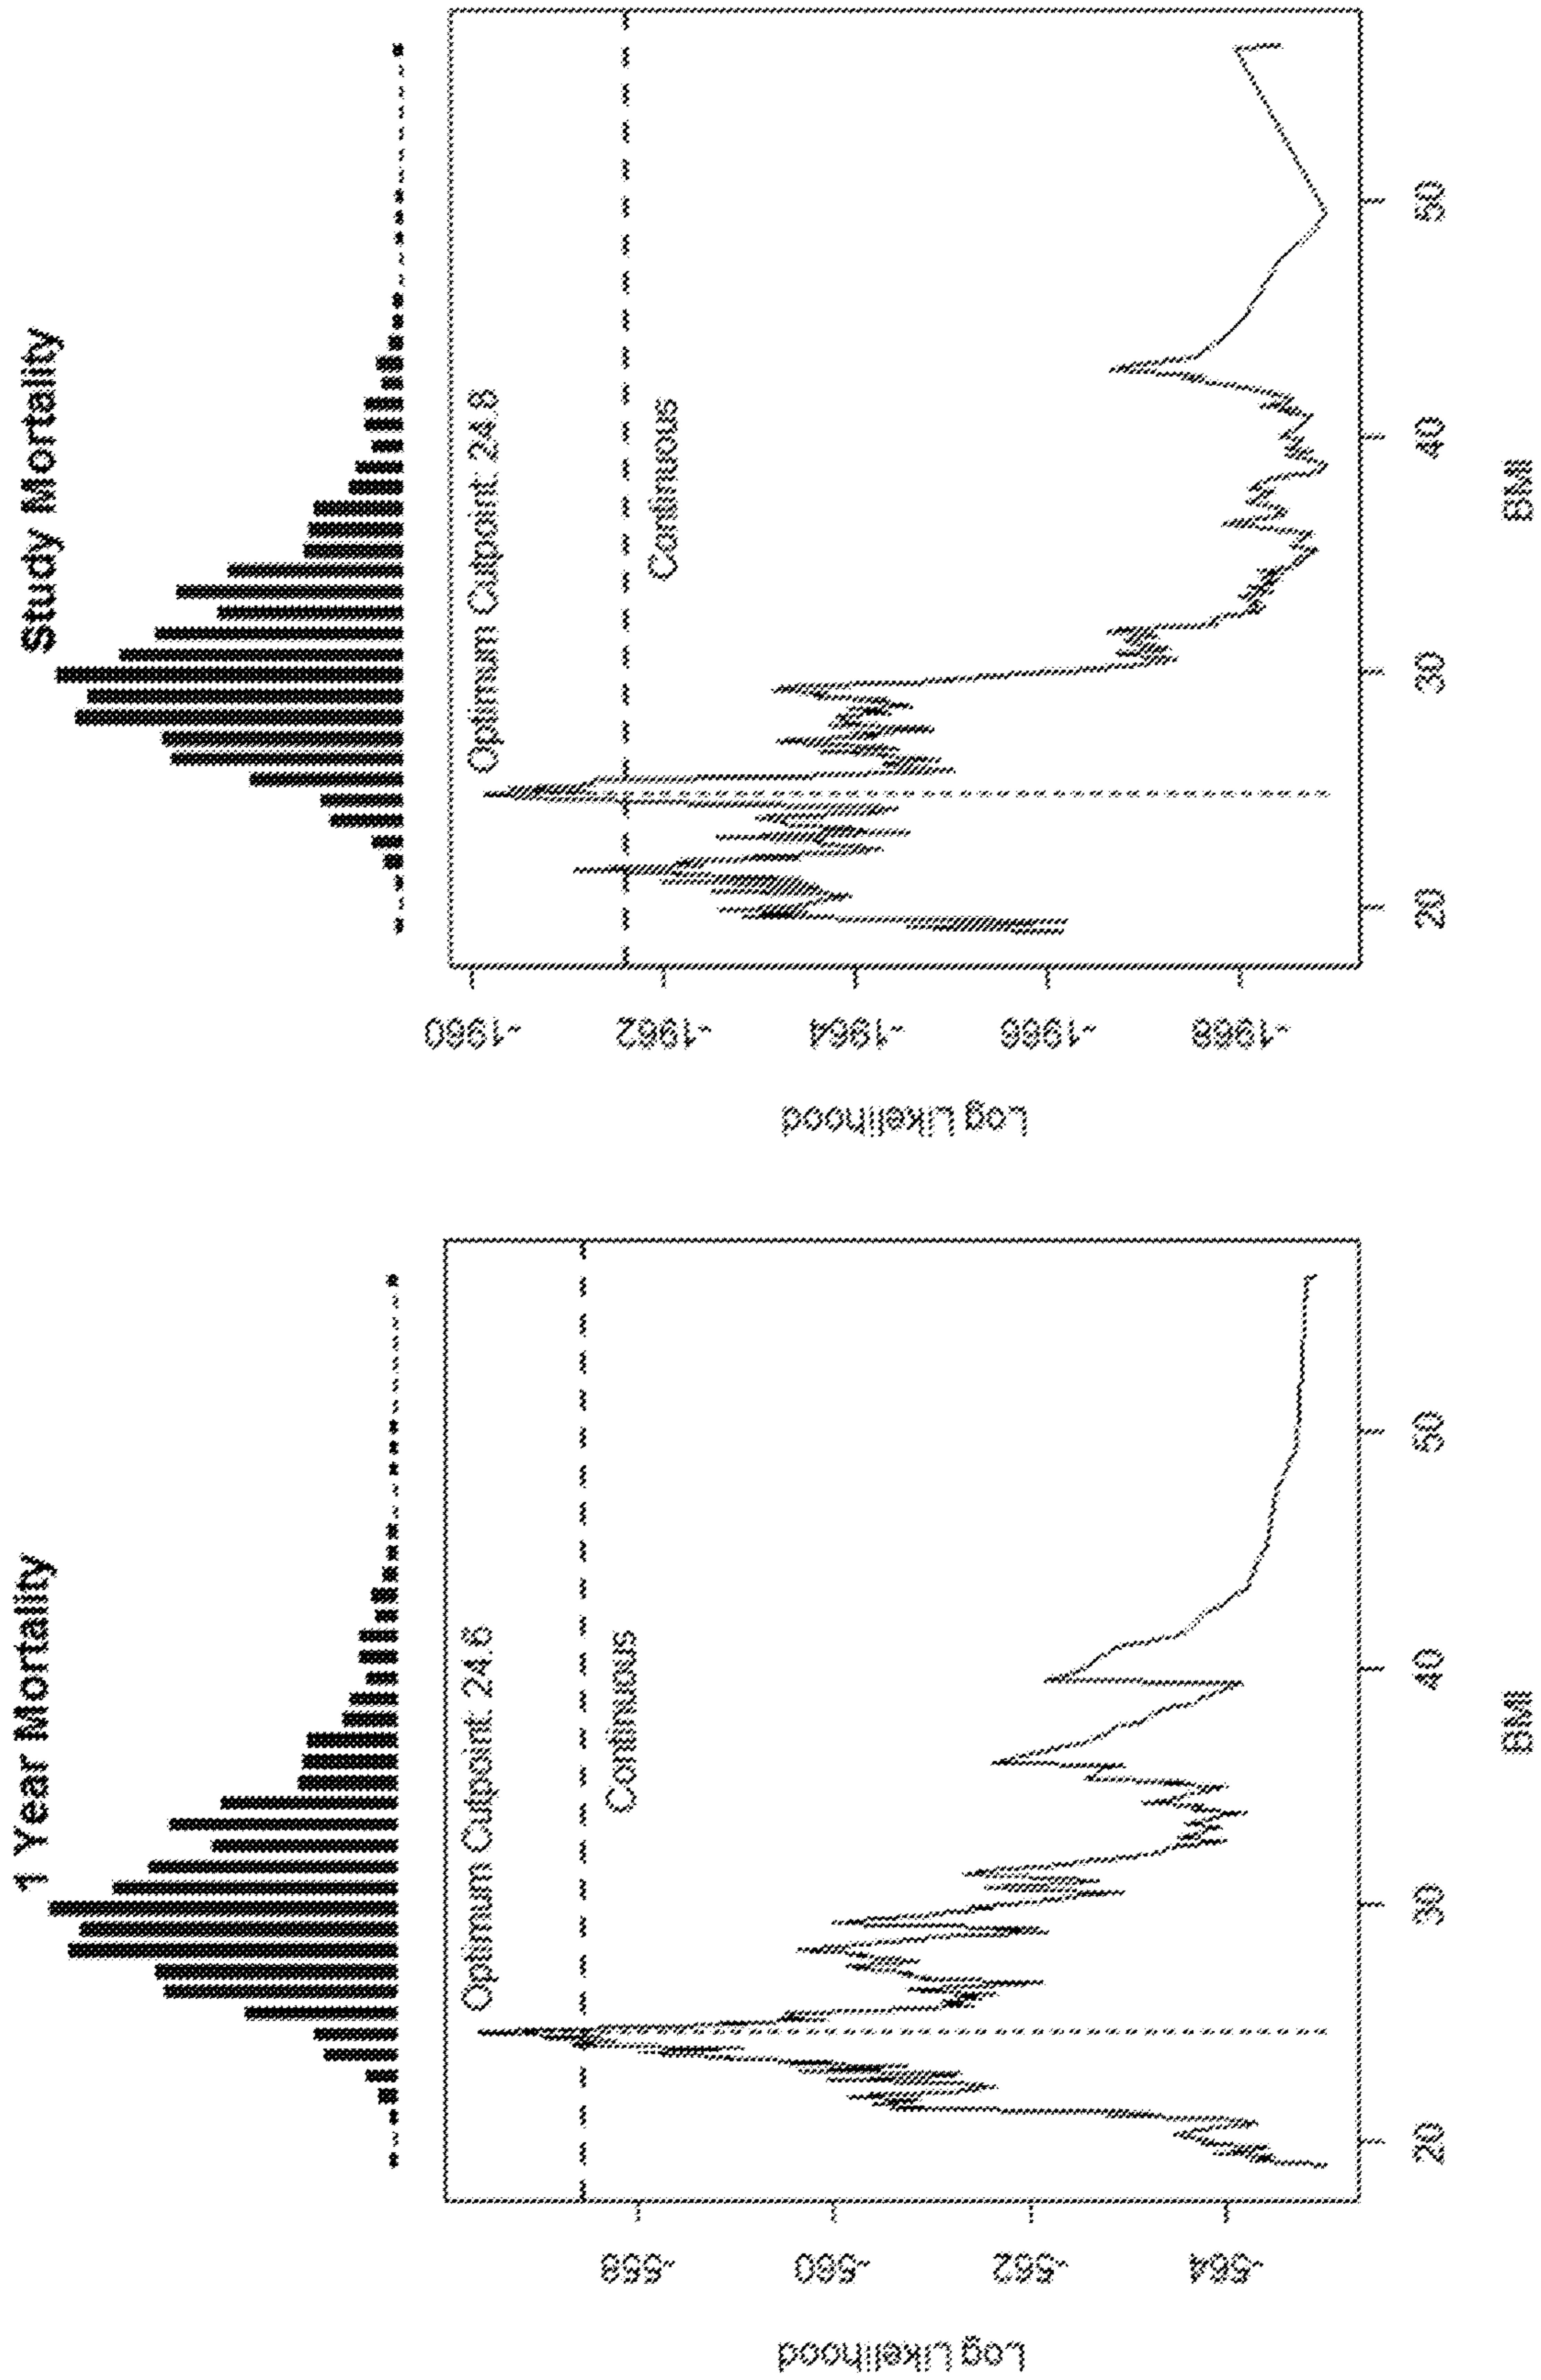 1 Year Mortality
Optimum Cutpoint: 24.6
Continuous
-558
-560
-562
-564
Log Likelihood
20
30
40
50
BMI
Study Mortality
Optimum Cutpoint: 24.8
Continuous
-1960
-1962
-1964
-1966
-1968
Log Likelihood
20
30
40
50
BMI